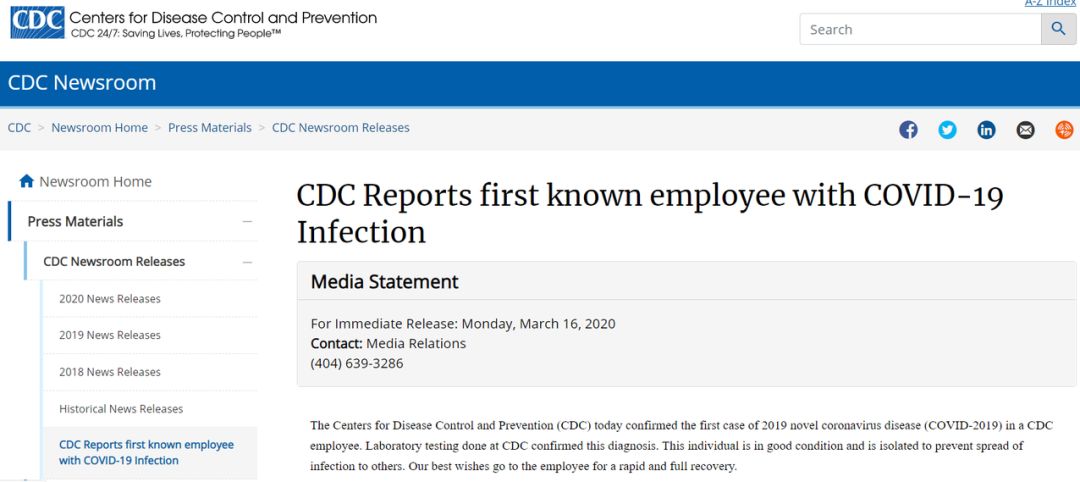 A-Z Index
CDC
Centers for Disease Control and Prevention
CDC 24/7: Saving Lives, Protecting People™
Search
CDC Newsroom
CDC > Newsroom Home > Press Materials > CDC Newsroom Releases
Newsroom Home
Press Materials
CDC Newsroom Releases
2020 News Releases
2019 News Releases
2018 News Releases
Historical News Releases
CDC Reports first known employee
with COVID-19 Infection
CDC Reports first known employee with COVID-19
Infection
Media Statement
For Immediate Release: Monday, March 16, 2020
Contact: Media Relations
(404) 639-3286
The Centers for Disease Control and Prevention (CDC) today confirmed the first case of 2019 novel coronavirus disease (COVID-2019) in a CDC
employee. Laboratory testing done at CDC confirmed this diagnosis. This individual is in good condition and is isolated to prevent spread of
infection to others. Our best wishes go to the employee for a rapid and full recovery.